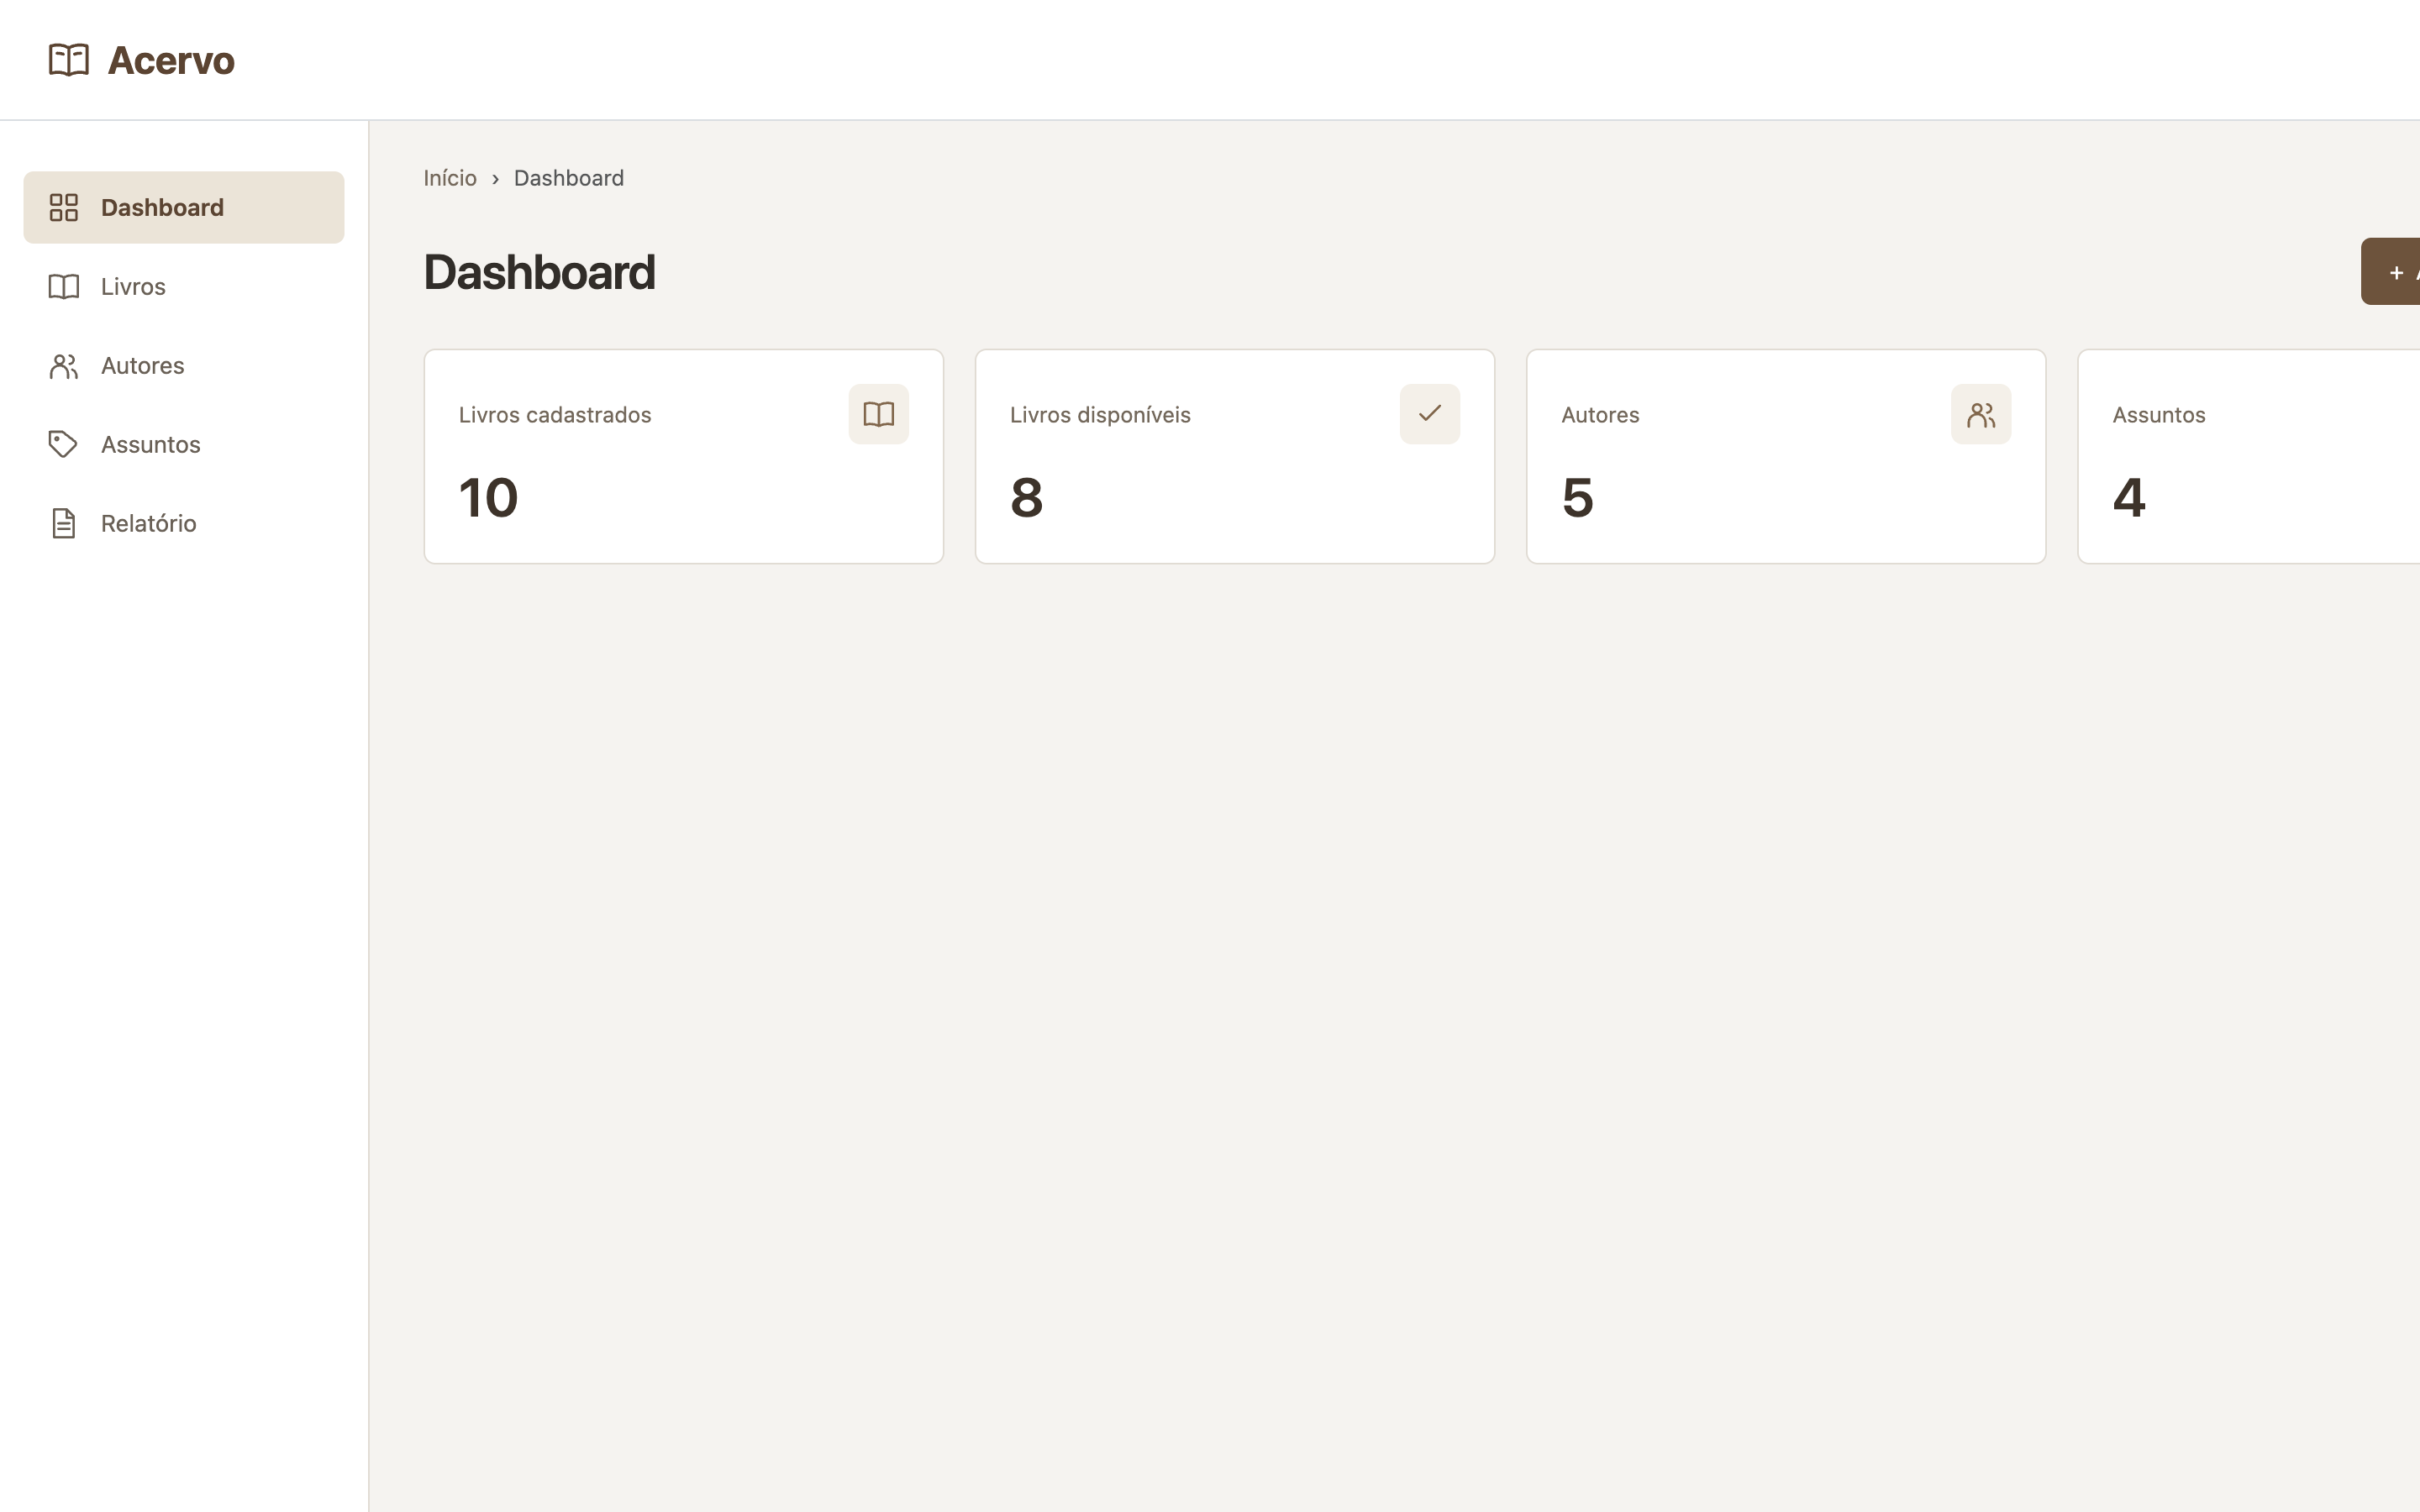 Acervo
Dashboard
Livros
Autores
Assuntos
Relatório
Início › Dashboard
Dashboard
+
Livros cadastrados
10
Livros disponíveis
8
Autores
5
Assuntos
4